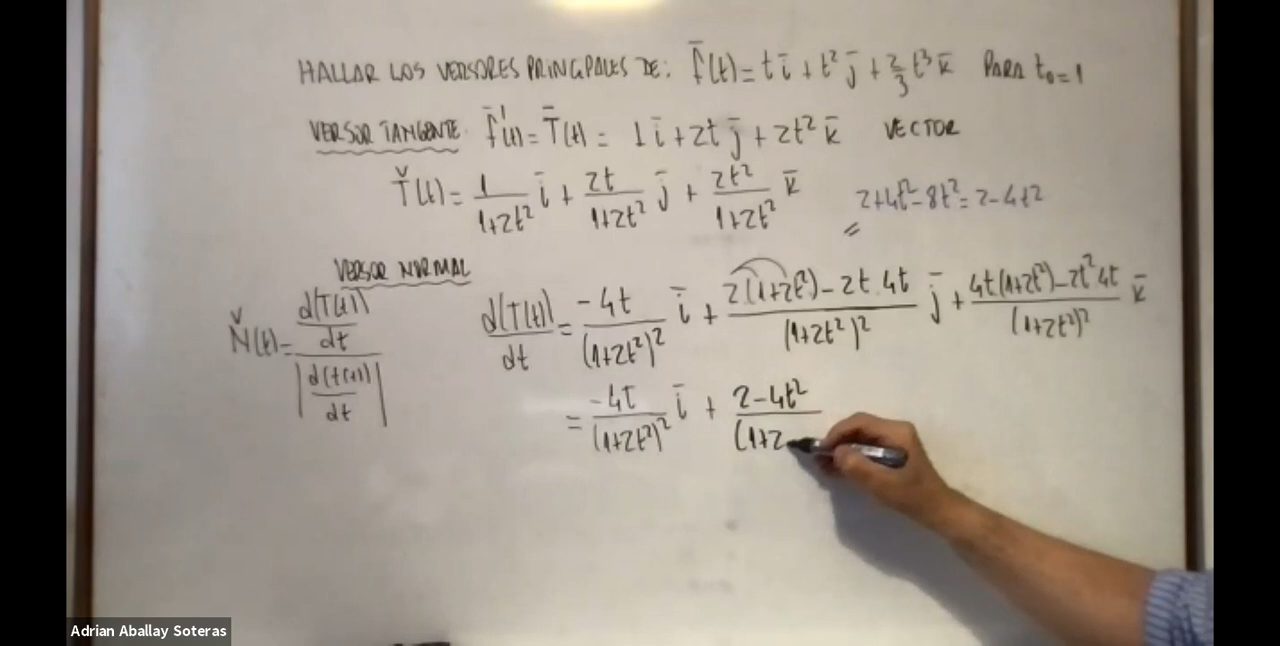 HALLAR LOS VERSORES PRINCIPALES DE: f̄(t) = t ī + t² j̄ + 2/3 t³ k̄ PARA t₀=1
VERSOR TANGENTE. f̄'(t) = T̄(t) = 1 ī + 2t j̄ + 2t² k̄ VECTOR
Ť(t) = 1/(1+2t²) ī + 2t/(1+2t²) j̄ + 2t²/(1+2t²) k̄
2+4t²-8t² = 2-4t2
VERSOR NORMAL
Ň(t) = (d(T(t))/dt) / |d(T(t))/dt|
d(T(t))/dt = -4t/(1+2t²)² ī + (2(1+2t²)-2t.4t)/(1+2t²)² j̄ + (4t(1+2t²)-2t²4t)/(1+2t²)² k̄
= -4t/(1+2t²)² ī + 2-4t²/(1+2
Adrian Aballay Soteras